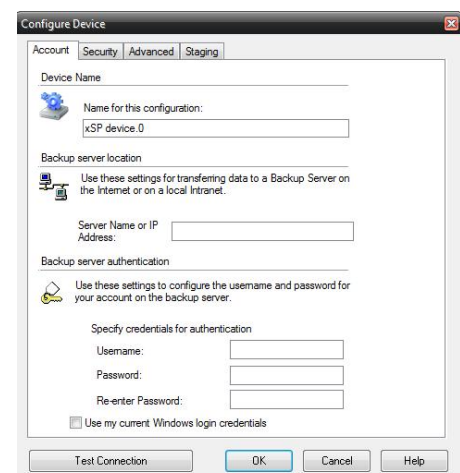 Configure Device
Account Security Advanced Staging
Device Name
Name for this configuration:
xSP device.0
Backup server location
Use these settings for transferring data to a Backup Server on
the Internet or on a local Intranet.
Server Name or IP
Address:
Backup server authentication
Use these settings to configure the username and password for
your account on the backup server.
Specify credentials for authentication
Username:
Password:
Re-enter Password:
Use my current Windows login credentials
Test Connection OK Cancel Help